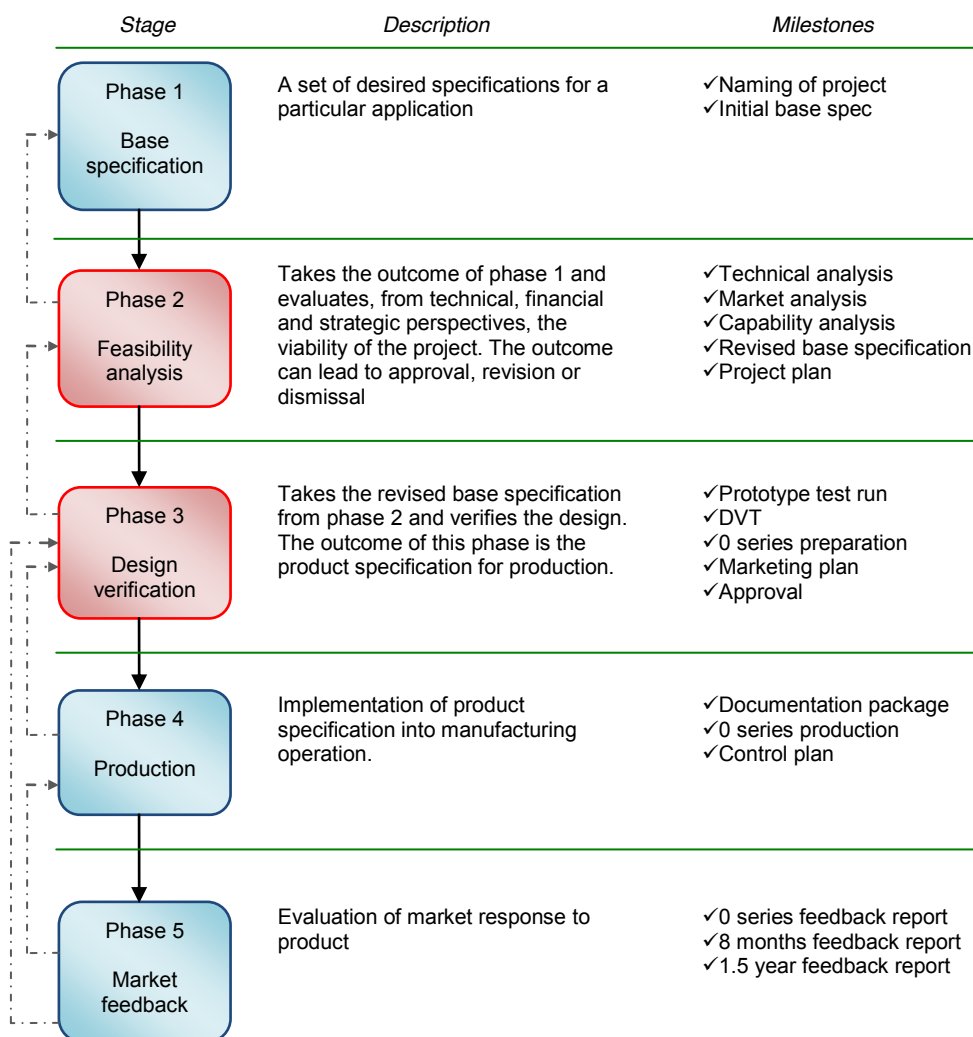 Stage
Description
Milestones
Phase 1
Base
specification
A set of desired specifications for a
particular application
✓Naming of project
✓Initial base spec
Phase 2
Feasibility
analysis
Takes the outcome of phase 1 and
evaluates, from technical, financial
and strategic perspectives, the
viability of the project. The outcome
can lead to approval, revision or
dismissal
✓Technical analysis
✓Market analysis
✓Capability analysis
✓Revised base specification
✓Project plan
Phase 3
Design
verification
Takes the revised base specification
from phase 2 and verifies the design.
The outcome of this phase is the
product specification for production.
✓Prototype test run
✓DVT
✓0 series preparation
✓Marketing plan
✓Approval
Phase 4
Production
Implementation of product
specification into manufacturing
operation.
✓Documentation package
✓0 series production
✓Control plan
Phase 5
Market
feedback
Evaluation of market response to
product
✓0 series feedback report
✓8 months feedback report
✓1.5 year feedback report